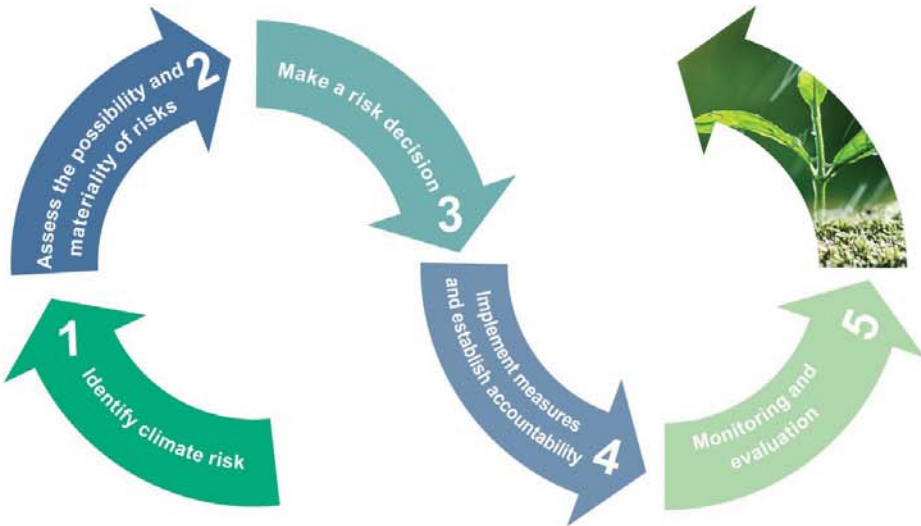 1
Identify climate risk
2
Assess the possibility and
materiality of risks
Make a risk decision
3
Implement measures
and establish accountability
4
Monitoring and
evaluation
5